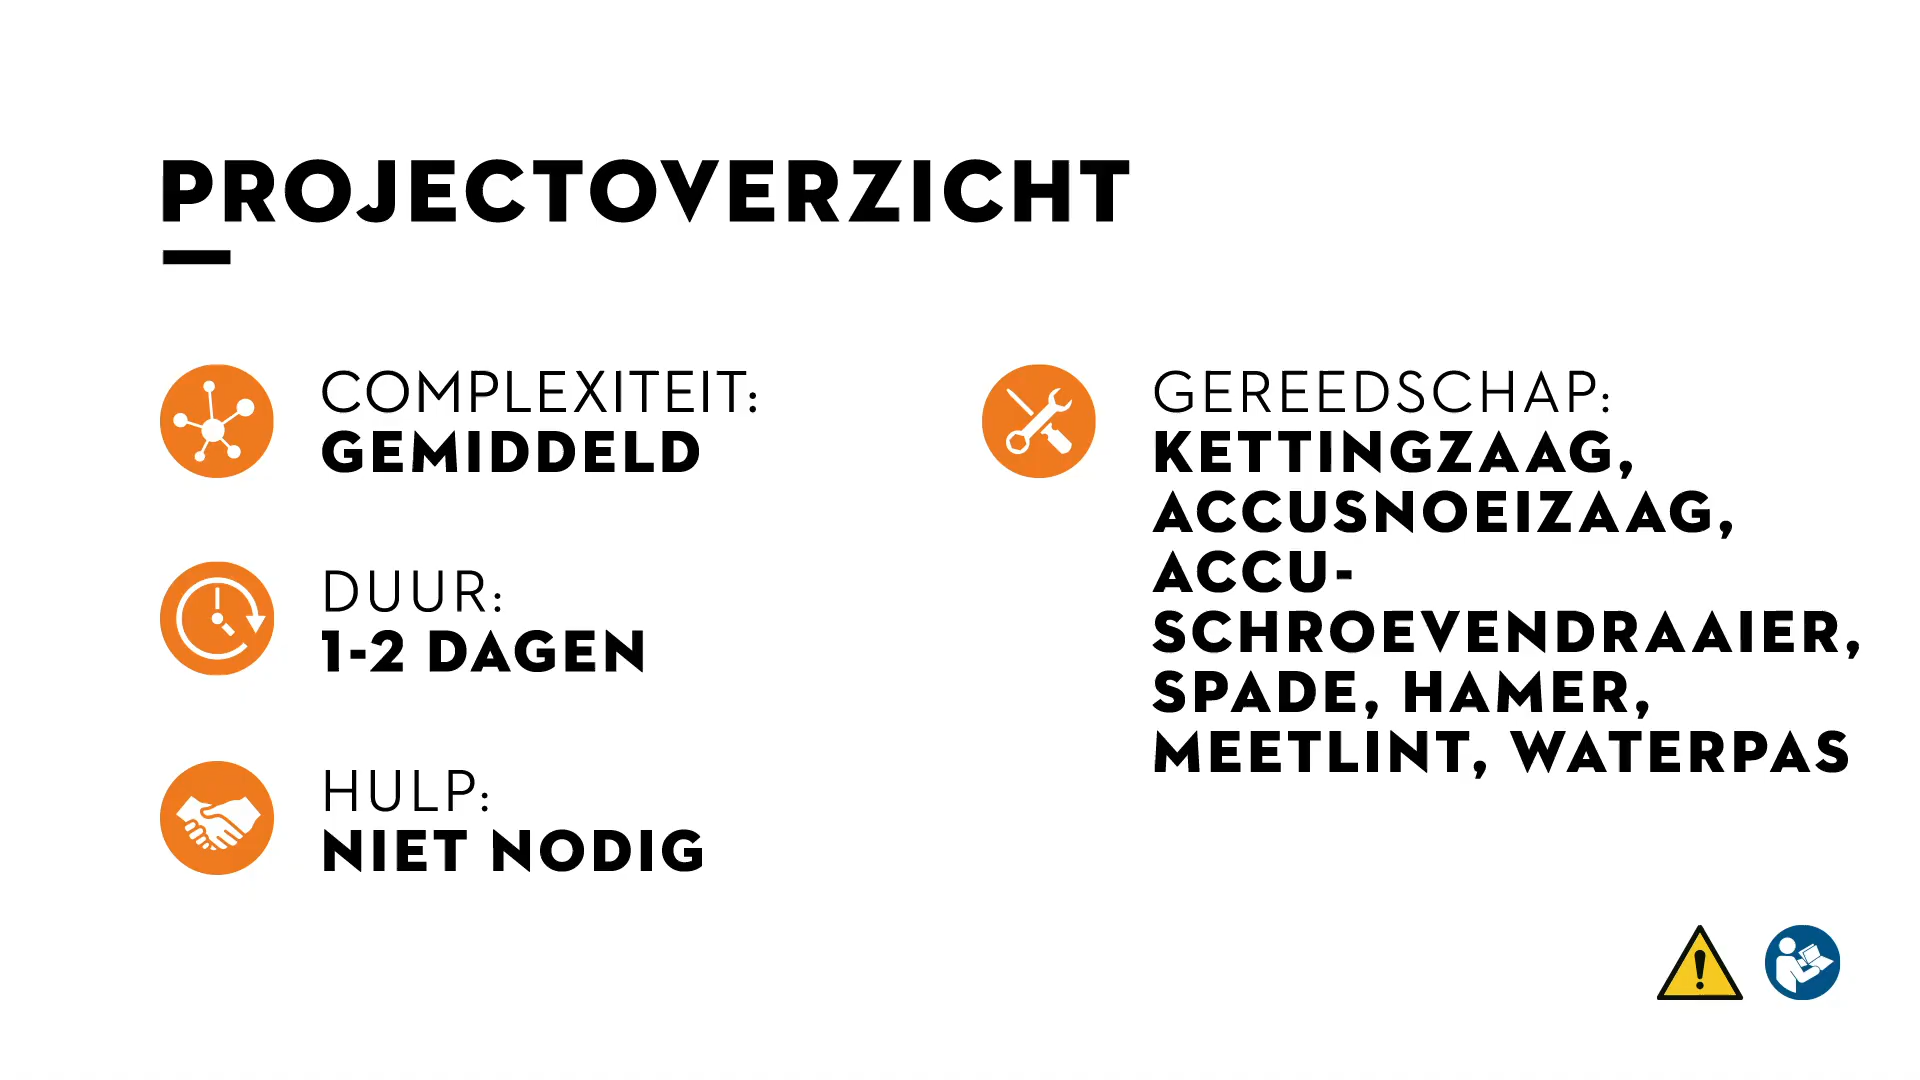 PROJECTOVERZICHT
COMPLEXITEIT:
GEMIDDELD
DUUR:
1-2 DAGEN
HULP:
NIET NODIG
GEREEDSCHAP:
KETTINGZAAG,
ACCUSNOEIZAAG,
ACCU-
SCHROEVENDRAAIER,
SPADE, HAMER,
MEETLINT, WATERPAS